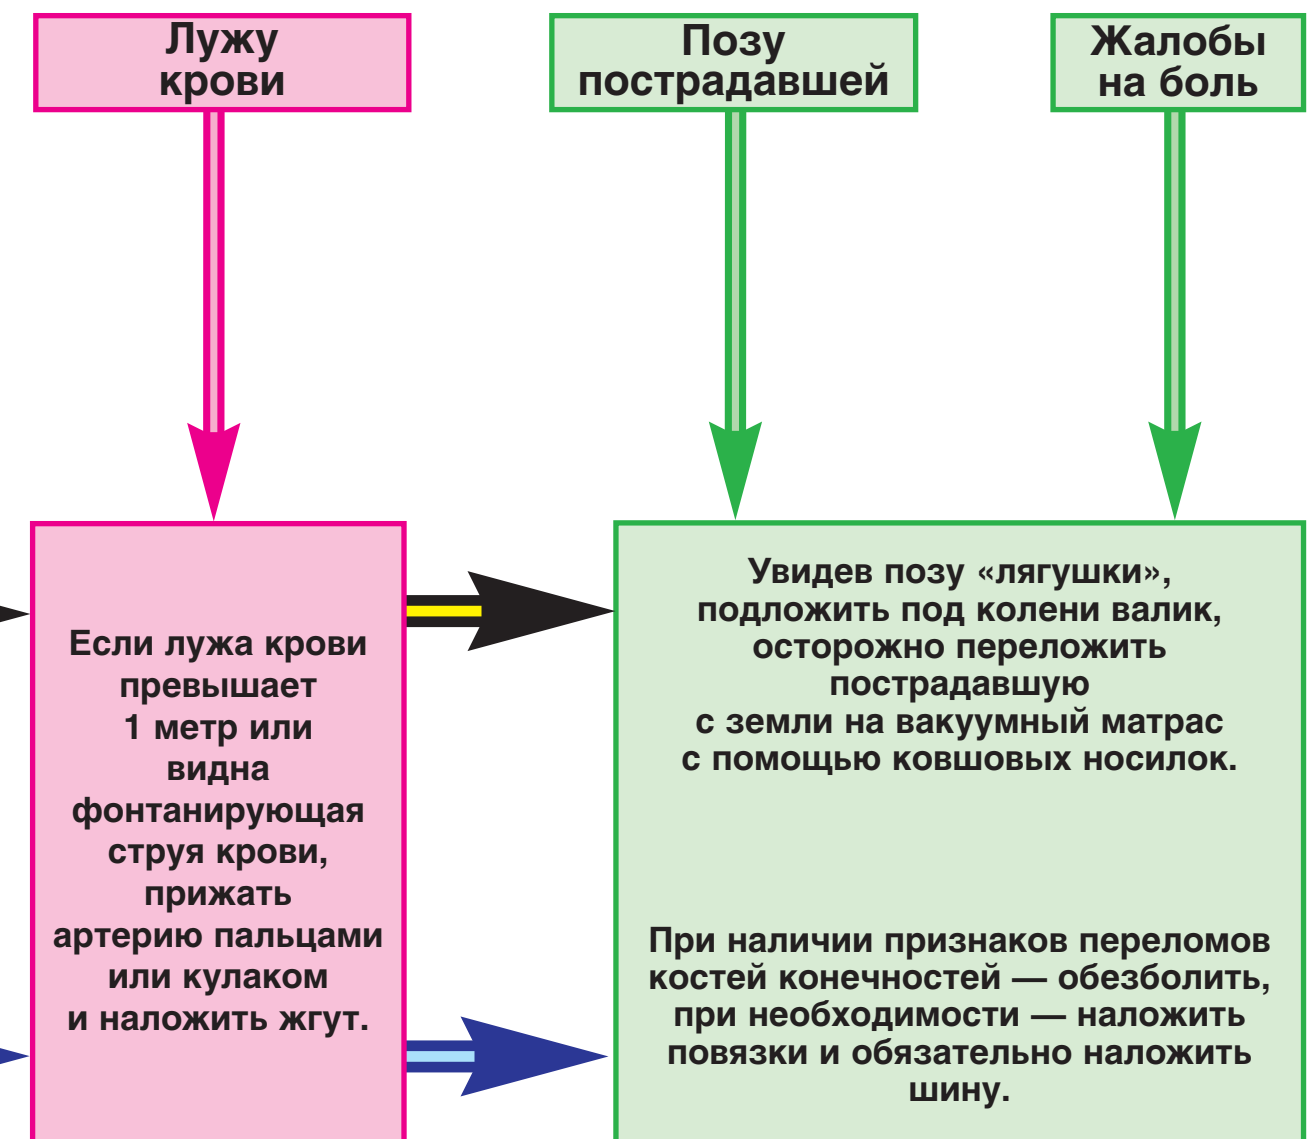 Лужу
крови
Позу
пострадавшей
Жалобы
на боль
Если лужа крови
превышает
1 метр или
видна
фонтанирующая
струя крови,
прижать
артерию пальцами
или кулаком
и наложить жгут.
Увидев позу «лягушки»,
подложить под колени валик,
осторожно переложить
пострадавшую
с земли на вакуумный матрас
с помощью ковшовых носилок.
При наличии признаков переломов
костей конечностей — обезболить,
при необходимости — наложить
повязки и обязательно наложить
шину.